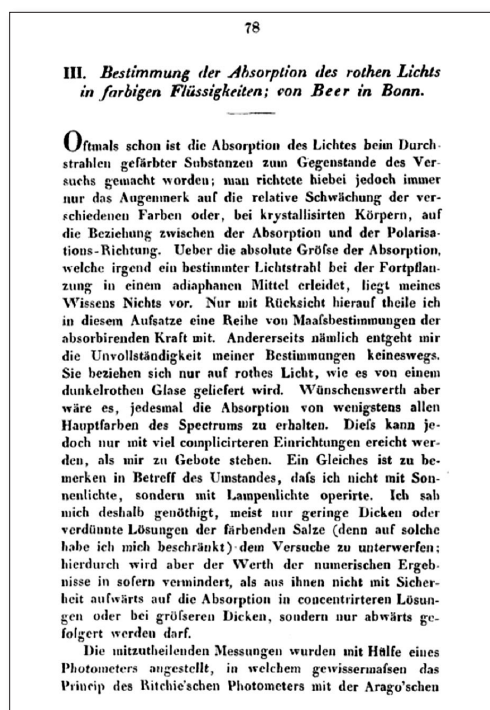 78
III. Bestimmung der Absorption des rothen Lichts
in farbigen Flüssigkeiten; von Beer in Bonn.
Oftmals schon ist die Absorption des Lichtes beim Durch-
strahlen gefärbter Substanzen zum Gegenstande des Ver-
suchs gemacht worden; man richtete hiebei jedoch immer
nur das Augenmerk auf die relative Schwächung der ver-
schiedenen Farben oder, bei krystallisirten Körpern, auf
die Beziehung zwischen der Absorption und der Polarisa-
tions-Richtung. Ueber die absolute Gröfse der Absorption,
welche irgend ein bestimmter Lichtstrahl bei der Fortpflan-
zung in einem adiaphanen Mittel erleidet, liegt meines
Wissens Nichts vor. Nur mit Rücksicht hierauf theile ich
in diesem Aufsatze eine Reihe von Maafsbestimmungen der
absorbirenden Kraft mit. Andererseits nämlich entgeht mir
die Unvollständigkeit meiner Bestimmungen keineswegs.
Sie beziehen sich nur auf rothes Licht, wie es von einem
dunkelrothen Glase geliefert wird. Wünschenswerth aber
wäre es, jedesmal die Absorption von wenigstens allen
Hauptfarben des Spectrums zu erhalten. Diefs kann je-
doch nur mit viel complicirteren Einrichtungen ereicht wer-
den, als mir zu Gebote stehen. Ein Gleiches ist zu be-
merken in Betreff des Umstandes, dafs ich nicht mit Son-
nenlichte, sondern mit Lampenlichte operirte. Ich sah
mich deshalb genöthigt, meist nur geringe Dicken oder
verdünnte Lösungen der färbenden Salze (denn auf solche
habe ich mich beschränkt) dem Versuche zu unterwerfen;
hierdurch wird aber der Werth der numerischen Ergeb-
nisse in sofern vermindert, als aus ihnen nicht mit Sicher-
heit aufwärts auf die Absorption in concentrirteren Lösun-
gen oder bei gröfseren Dicken, sondern nur abwärts ge-
folgert werden darf.
Die mitzutheilenden Messungen wurden mit Hülfe eines
Photometers angestellt, in welchem gewissermafsen das
Princip des Ritchie'schen Photometers mit der Arago'schen